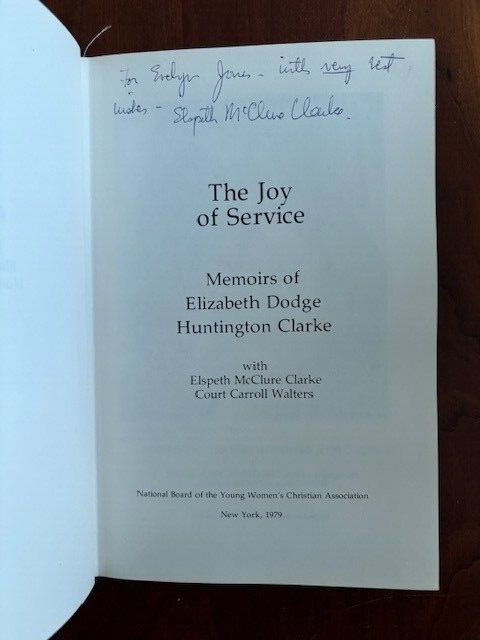 For Evelyn Jones - with very best
wishes - Elspeth McClure Clarke.
The Joy
of Service
Memoirs of
Elizabeth Dodge
Huntington Clarke
with
Elspeth McClure Clarke
Court Carroll Walters
National Board of the Young Women's Christian Association
New York, 1979